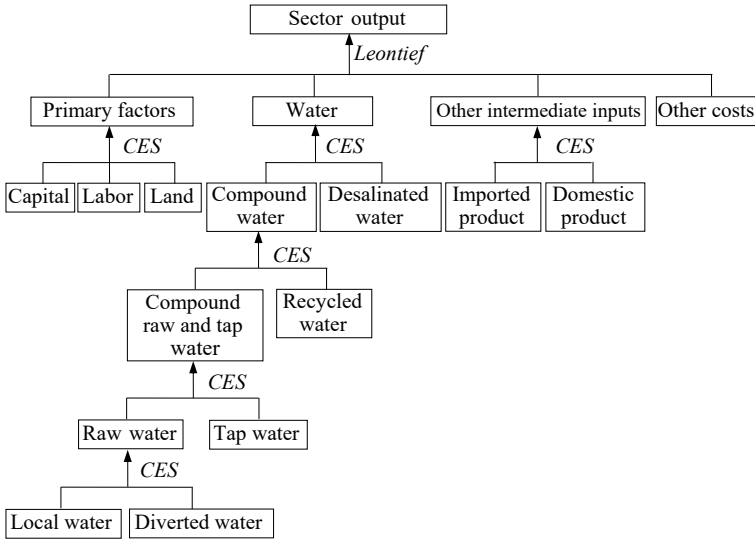 Sector output
Leontief
Primary factors
Water
Other intermediate inputs
Other costs
CES
CES
CES
Capital
Labor
Land
Compound
water
Desalinated
water
Imported
product
Domestic
product
CES
Compound
raw and tap
water
Recycled
water
CES
Raw water
Tap water
CES
Local water
Diverted water